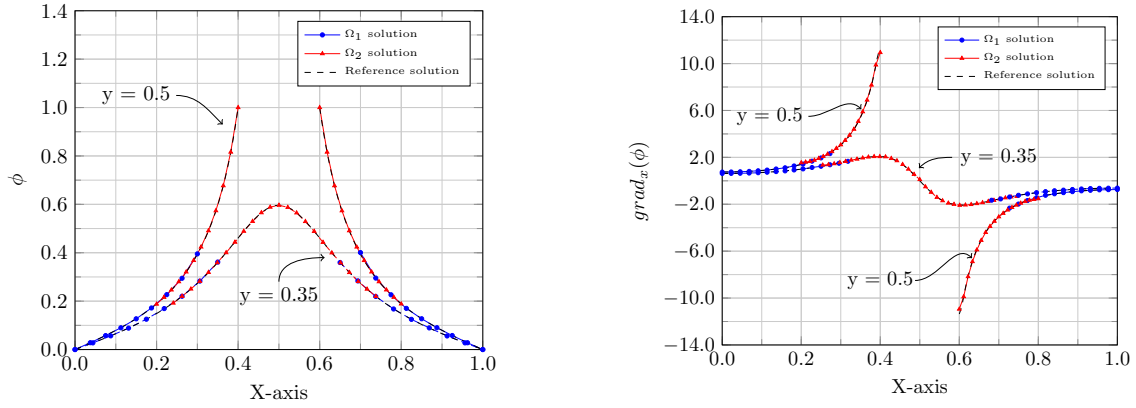 1.4
1.2
1.0
0.8
0.6
0.4
0.2
0.0
0.0 0.2 0.4 0.6 0.8 1.0
X-axis
ϕ
Ω1 solution
Ω2 solution
Reference solution
y = 0.5
y = 0.35
14.0
10.0
6.0
2.0
−2.0
−6.0
−10.0
−14.0
0.0 0.2 0.4 0.6 0.8 1.0
X-axis
grad_x(ϕ)
Ω1 solution
Ω2 solution
Reference solution
y = 0.5
y = 0.35
y = 0.5